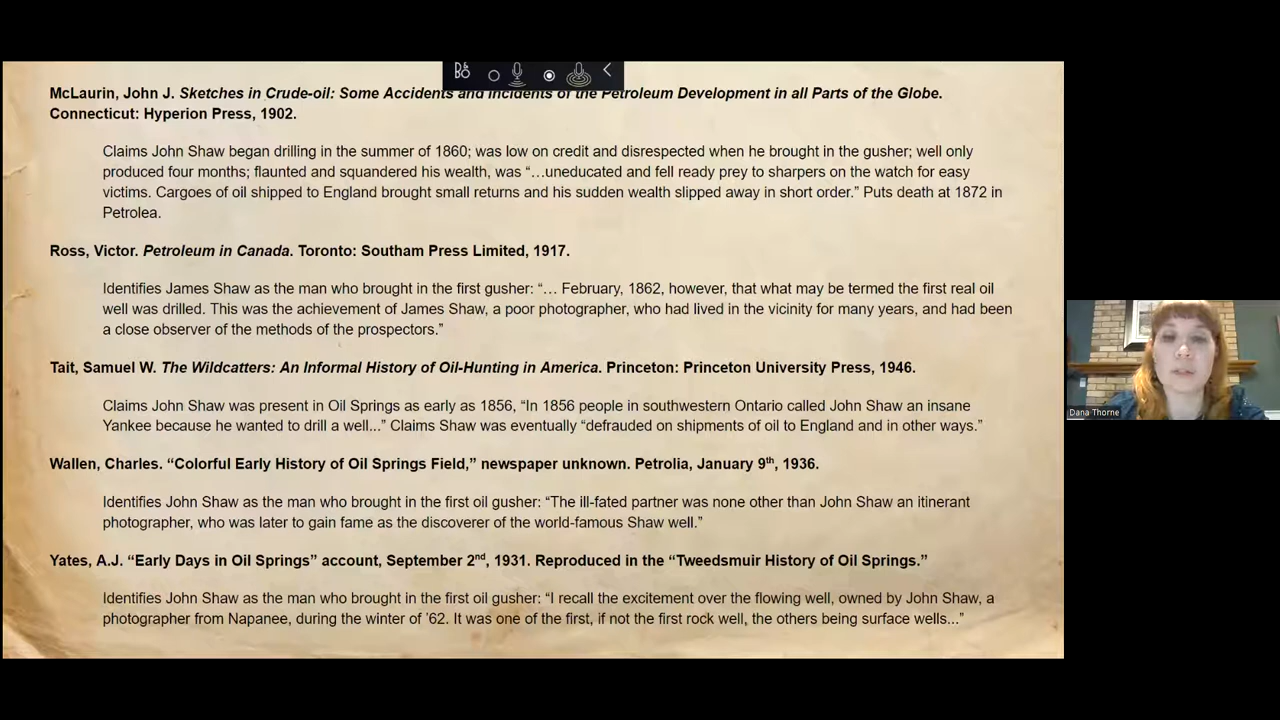 B&
BO
McLaurin, John J. Sketches in Crude-oil: Some Accidents and Incidents of the Petroleum Development in all Parts of the Globe.
Connecticut: Hyperion Press, 1902.
Claims John Shaw began drilling in the summer of 1860; was low on credit and disrespected when he brought in the gusher; well only
produced four months; flaunted and squandered his wealth, was “…uneducated and fell ready prey to sharpers on the watch for easy
victims. Cargoes of oil shipped to England brought small returns and his sudden wealth slipped away in short order.” Puts death at 1872 in
Petrolea.
Ross, Victor. Petroleum in Canada. Toronto: Southam Press Limited, 1917.
Identifies James Shaw as the man who brought in the first gusher: “… February, 1862, however, that what may be termed the first real oil
well was drilled. This was the achievement of James Shaw, a poor photographer, who had lived in the vicinity for many years, and had been
a close observer of the methods of the prospectors.”
Tait, Samuel W. The Wildcatters: An Informal History of Oil-Hunting in America. Princeton: Princeton University Press, 1946.
Claims John Shaw was present in Oil Springs as early as 1856, “In 1856 people in southwestern Ontario called John Shaw an insane
Yankee because he wanted to drill a well...” Claims Shaw was eventually “defrauded on shipments of oil to England and in other ways.”
Wallen, Charles. “Colorful Early History of Oil Springs Field,” newspaper unknown. Petrolia, January 9th, 1936.
Identifies John Shaw as the man who brought in the first oil gusher: “The ill-fated partner was none other than John Shaw an itinerant
photographer, who was later to gain fame as the discoverer of the world-famous Shaw well.”
Yates, A.J. “Early Days in Oil Springs” account, September 2nd, 1931. Reproduced in the “Tweedsmuir History of Oil Springs.”
Identifies John Shaw as the man who brought in the first oil gusher: “I recall the excitement over the flowing well, owned by John Shaw, a
photographer from Napanee, during the winter of ’62. It was one of the first, if not the first rock well, the others being surface wells...”
Dana Thorne